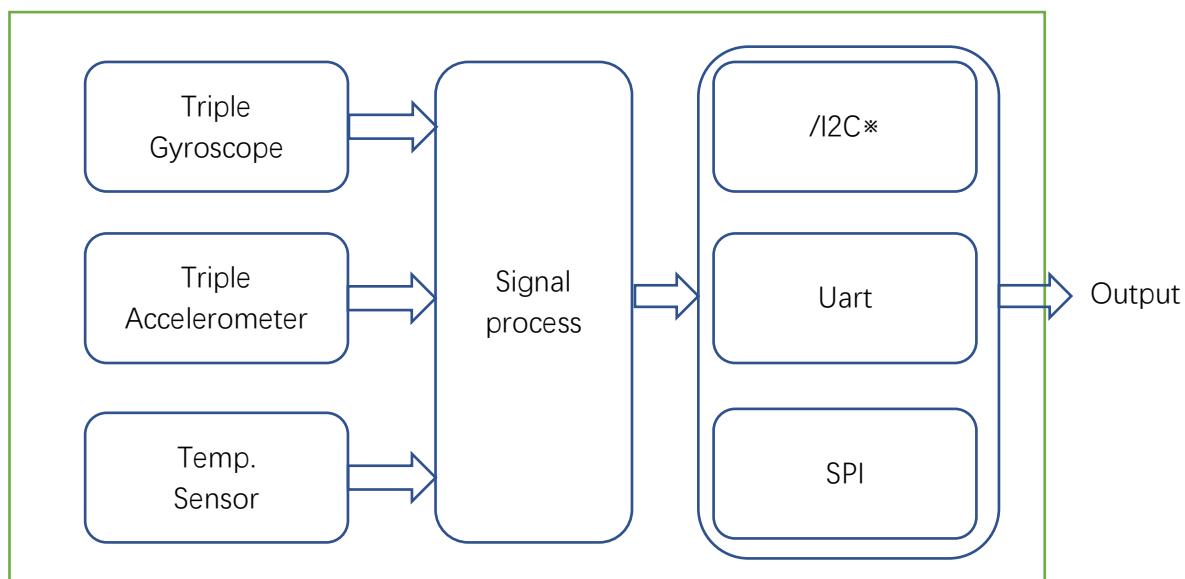 Triple
Gyroscope
Triple
Accelerometer
Temp.
Sensor
Signal
process
/I2C※
Uart
SPI
Output